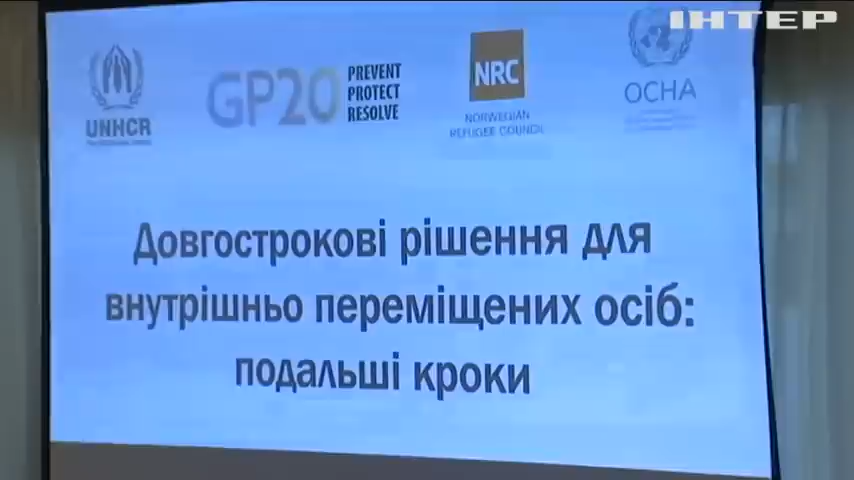 ІНТЕР
UNHCR
GP20
PREVENT
PROTECT
RESOLVE
NRC
NORWEGIAN
REFUGEE COUNCIL
OCHA
Довгострокові рішення для
внутрішньо переміщених осіб:
подальші кроки